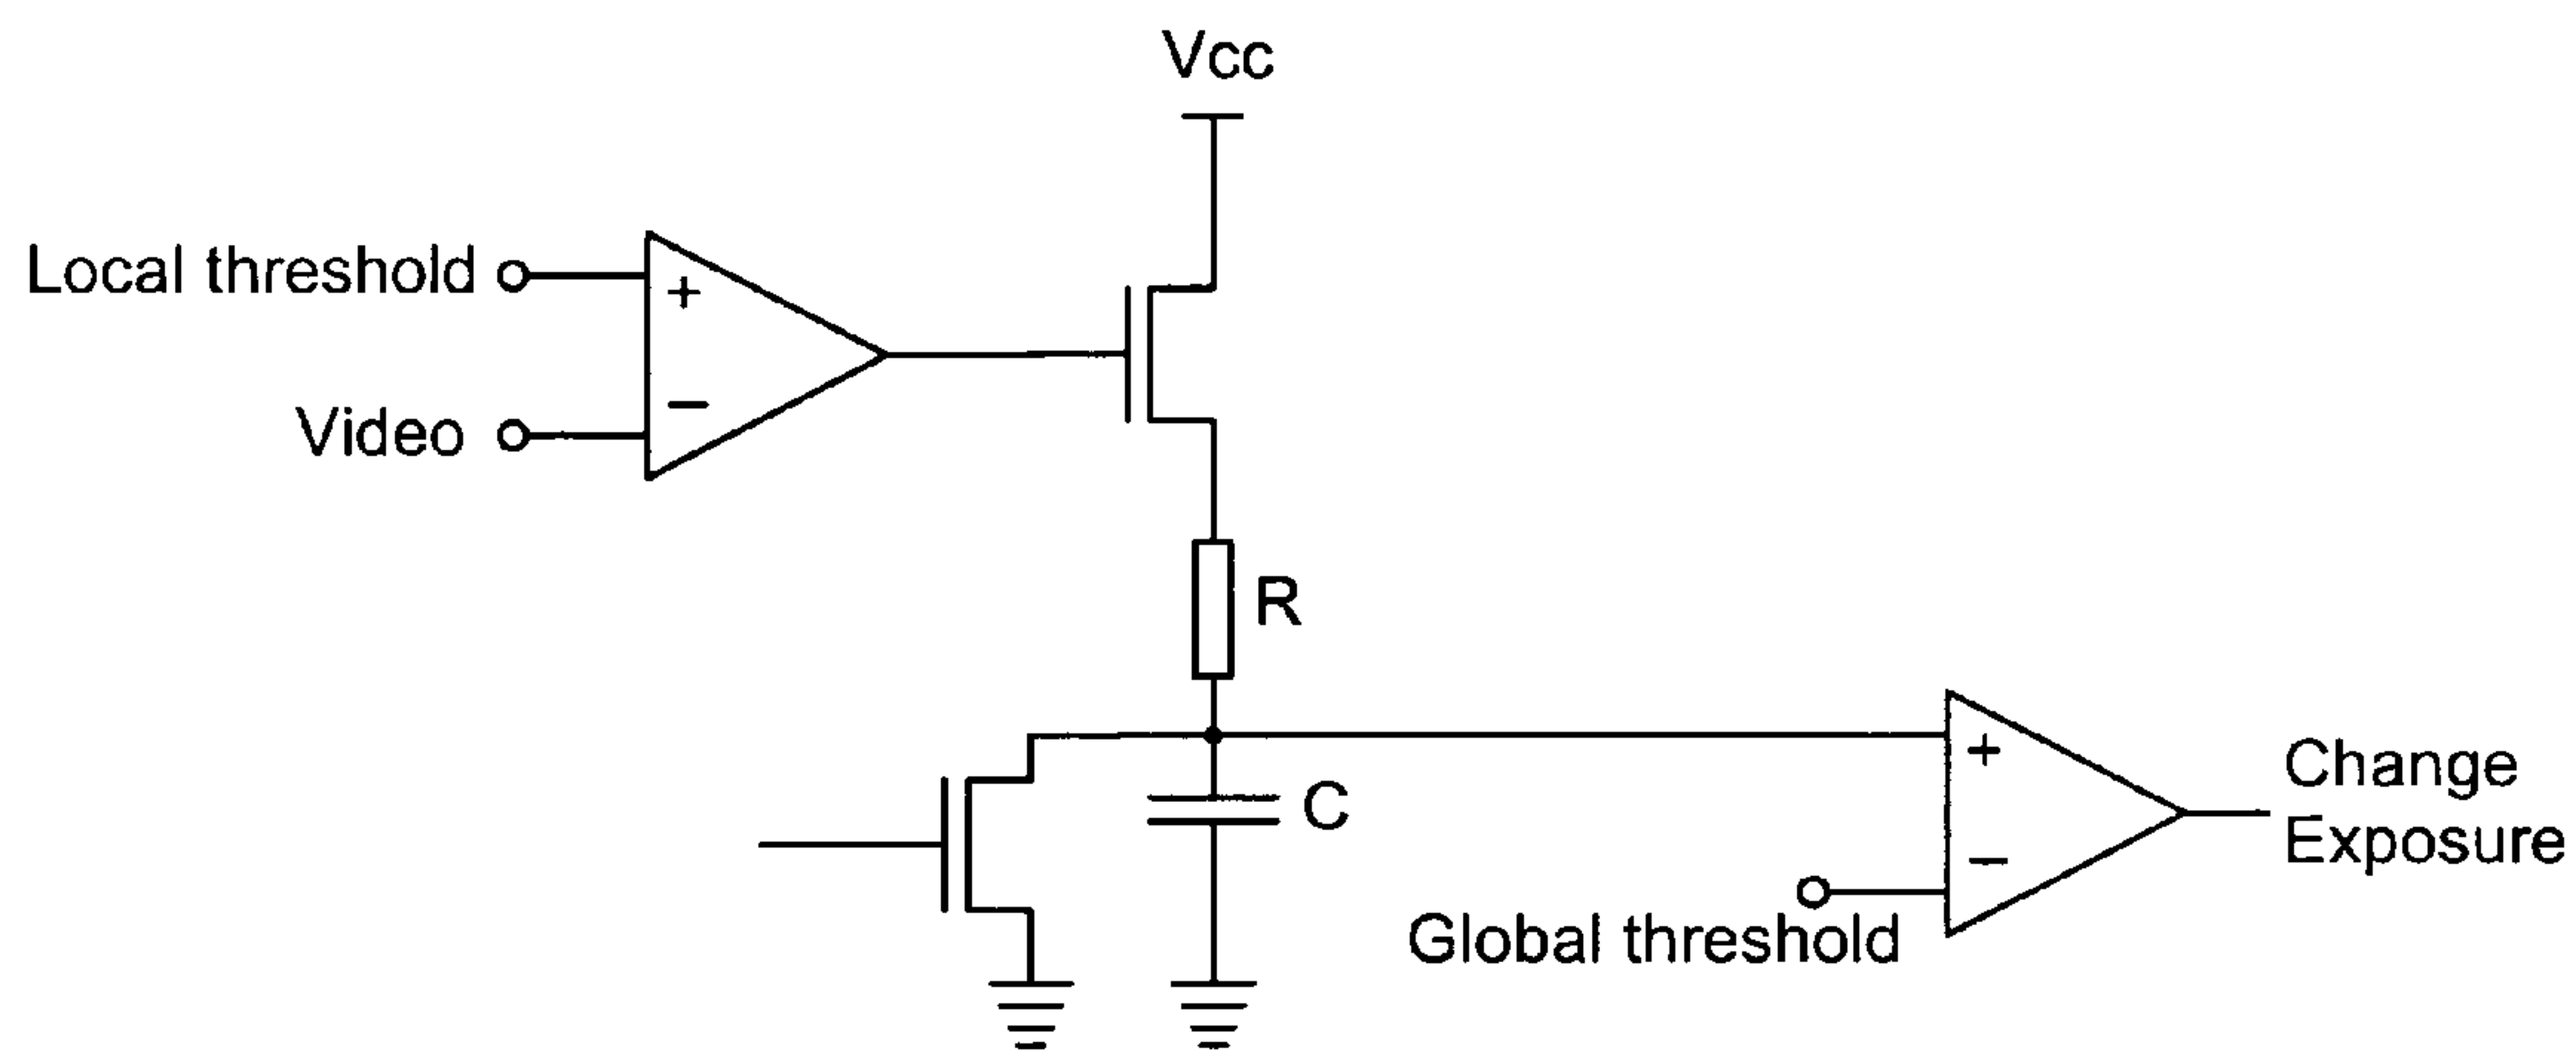 Vcc
Local threshold
+
Video
−
R
C
+
−
Change
Exposure
Global threshold